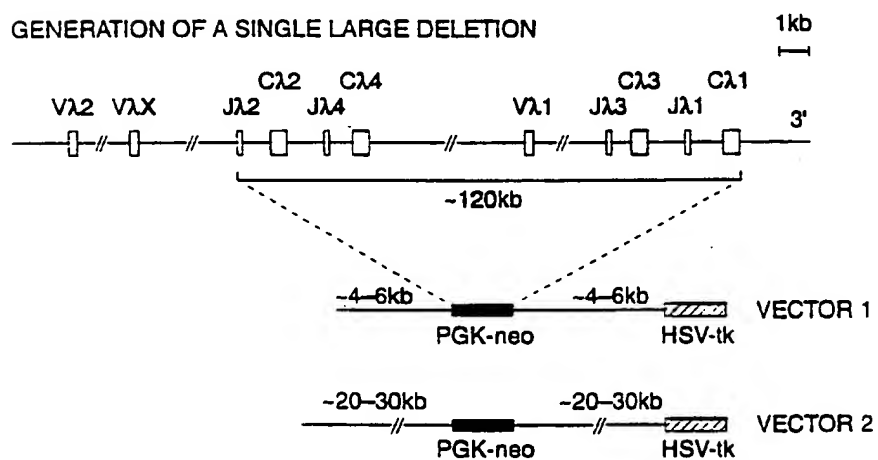 GENERATION OF A SINGLE LARGE DELETION
1kb
Cλ2 Cλ4 Cλ3 Cλ1
Vλ2 VλX Jλ2 Jλ4 Vλ1 Jλ3 Jλ1 3'
~120kb
~4–6kb ~4–6kb VECTOR 1
PGK-neo HSV-tk
~20–30kb ~20–30kb
VECTOR 2
PGK-neo HSV-tk